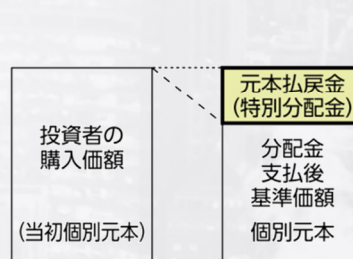 元本払戻金
(特別分配金)
投資者の
購入価額
(当初個別元本)
分配金
支払後
基準価額
個別元本